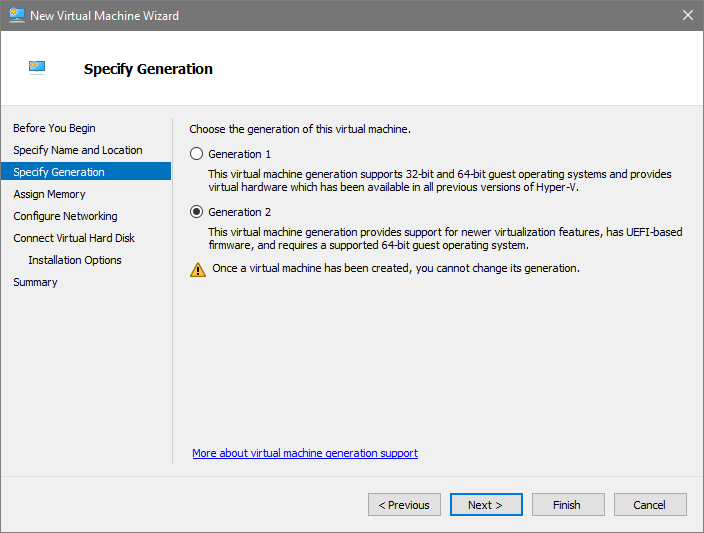 New Virtual Machine Wizard
Specify Generation
Before You Begin
Specify Name and Location
Specify Generation
Assign Memory
Configure Networking
Connect Virtual Hard Disk
Installation Options
Summary
Choose the generation of this virtual machine.
Generation 1
This virtual machine generation supports 32-bit and 64-bit guest operating systems and provides
virtual hardware which has been available in all previous versions of Hyper-V.
Generation 2
This virtual machine generation provides support for newer virtualization features, has UEFI-based
firmware, and requires a supported 64-bit guest operating system.
Once a virtual machine has been created, you cannot change its generation.
More about virtual machine generation support
< Previous
Next >
Finish
Cancel